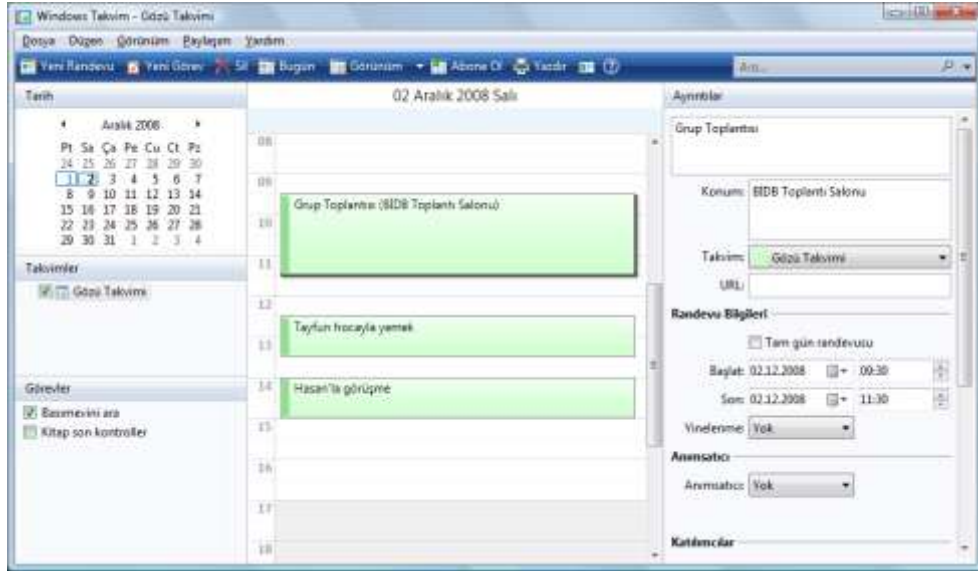 Windows Takvim - Gözü Takvimi
Dosya Düzen Görünüm Paylaşım Yardım
Yeni Randevu Yeni Görev Sil Bugün Görünüm Abone Ol Yazdır
Ara...
Tarih
Aralık 2008
Pt Sa Ça Pe Cu Ct Pz
24 25 26 27 28 29 30
1 2 3 4 5 6 7
8 9 10 11 12 13 14
15 16 17 18 19 20 21
22 23 24 25 26 27 28
29 30 31 1 2 3 4
Takvimler
Gözü Takvimi
Görevler
Basımevini ara
Kitap son kontroller
02 Aralık 2008 Salı
08
09
Grup Toplantısı (BİDB Toplantı Salonu)
10
11
12
Tayfun hocayla yemek
13
14
Hasan'la görüşme
15
16
17
18
Ayrıntılar
Grup Toplantısı
Konum: BİDB Toplantı Salonu
Takvim: Gözü Takvimi
URL:
Randevu Bilgileri
Tam gün randevusu
Başlat: 02.12.2008 09:30
Son: 02.12.2008 11:30
Yinelenme: Yok
Anımsatıcı
Anımsatıcı: Yok
Katılımcılar